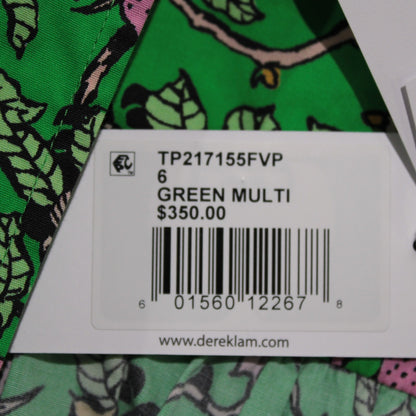 TP217155FVP
6
GREEN MULTI
$350.00
6 01560 12267 8
www.dereklam.com